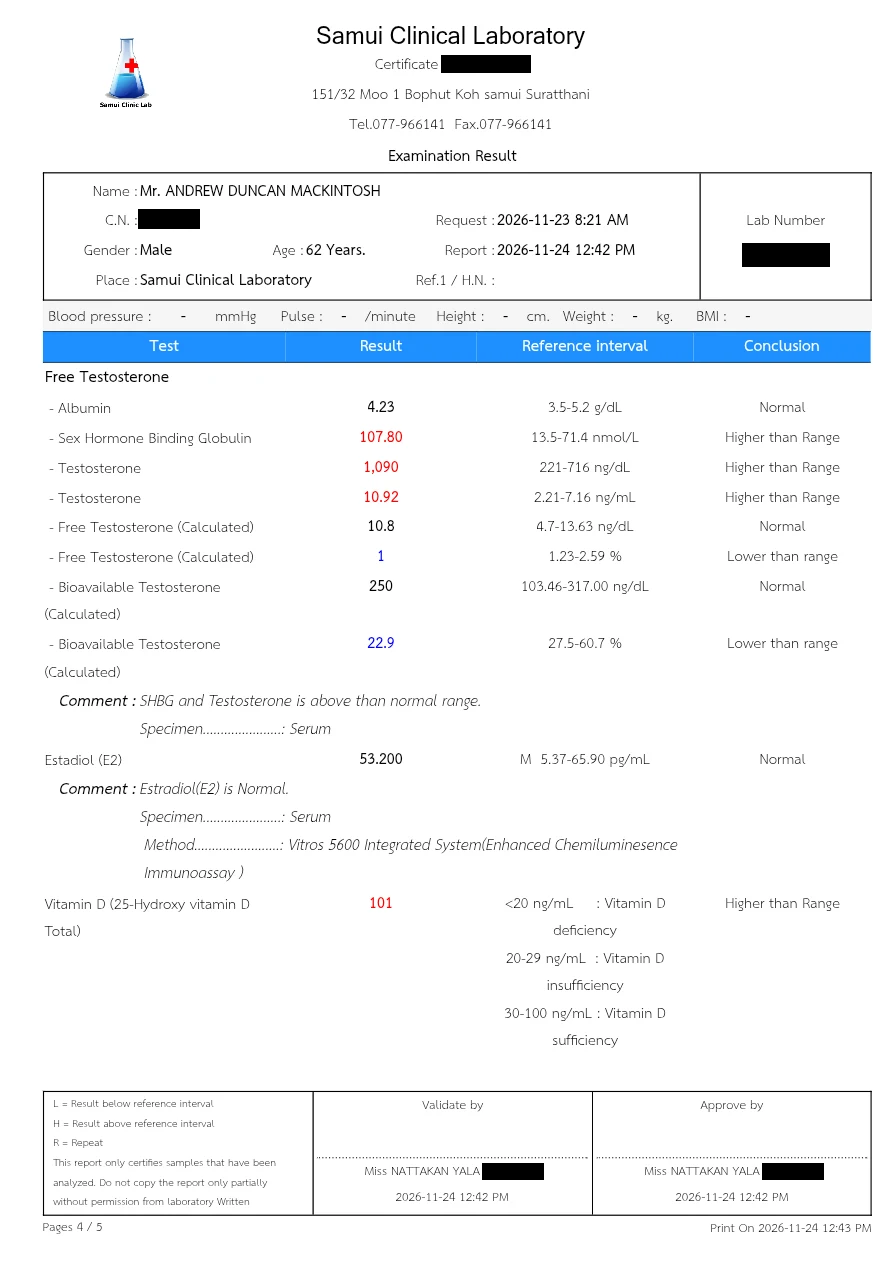 Samui Clinical Laboratory
Certificate
Samui Clinic Lab
151/32 Moo 1 Bophut Koh samui Suratthani
Tel.077-966141 Fax.077-966141
Examination Result
Name : Mr. ANDREW DUNCAN MACKINTOSH
C.N. : Request : 2026-11-23 8:21 AM Lab Number
Gender : Male Age : 62 Years. Report : 2026-11-24 12:42 PM
Place : Samui Clinical Laboratory Ref.1 / H.N. :
Blood pressure : - mmHg Pulse : - /minute Height : - cm. Weight : - kg. BMI : -
Test Result Reference interval Conclusion
Free Testosterone
- Albumin 4.23 3.5-5.2 g/dL Normal
- Sex Hormone Binding Globulin 107.80 13.5-71.4 nmol/L Higher than Range
- Testosterone 1,090 221-716 ng/dL Higher than Range
- Testosterone 10.92 2.21-7.16 ng/mL Higher than Range
- Free Testosterone (Calculated) 10.8 4.7-13.63 ng/dL Normal
- Free Testosterone (Calculated) 1 1.23-2.59 % Lower than range
- Bioavailable Testosterone 250 103.46-317.00 ng/dL Normal
(Calculated)
- Bioavailable Testosterone 22.9 27.5-60.7 % Lower than range
(Calculated)
Comment : SHBG and Testosterone is above than normal range.
Specimen......................: Serum
Estadiol (E2) 53.200 M 5.37-65.90 pg/mL Normal
Comment : Estradiol(E2) is Normal.
Specimen......................: Serum
Method........................: Vitros 5600 Integrated System(Enhanced Chemiluminesence
Immunoassay )
Vitamin D (25-Hydroxy vitamin D 101 <20 ng/mL : Vitamin D Higher than Range
Total) deficiency
20-29 ng/mL : Vitamin D
insufficiency
30-100 ng/mL : Vitamin D
sufficiency
L = Result below reference interval Validate by Approve by
H = Result above reference interval
R = Repeat
This report only certifies samples that have been Miss NATTAKAN YALA Miss NATTAKAN YALA
analyzed. Do not copy the report only partially
without permission from laboratory Written 2026-11-24 12:42 PM 2026-11-24 12:42 PM
Pages 4 / 5 Print On 2026-11-24 12:43 PM